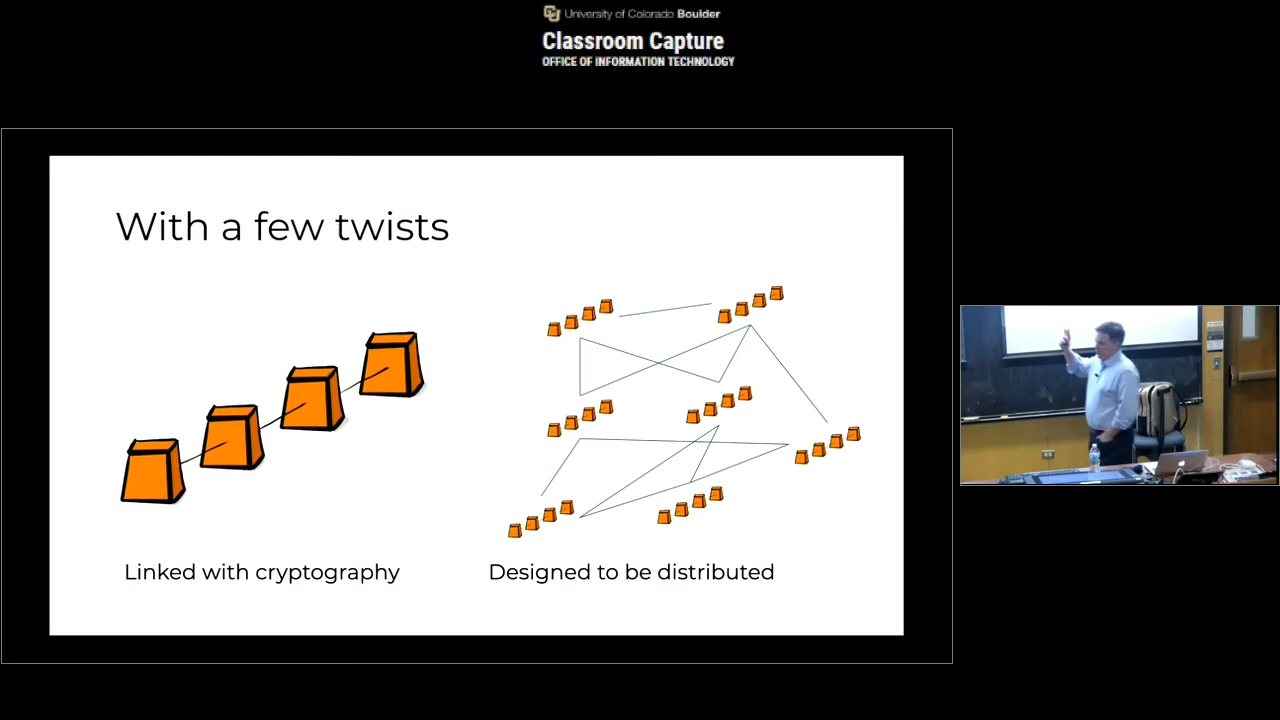 University of Colorado Boulder
Classroom Capture
OFFICE OF INFORMATION TECHNOLOGY
With a few twists
Linked with cryptography
Designed to be distributed